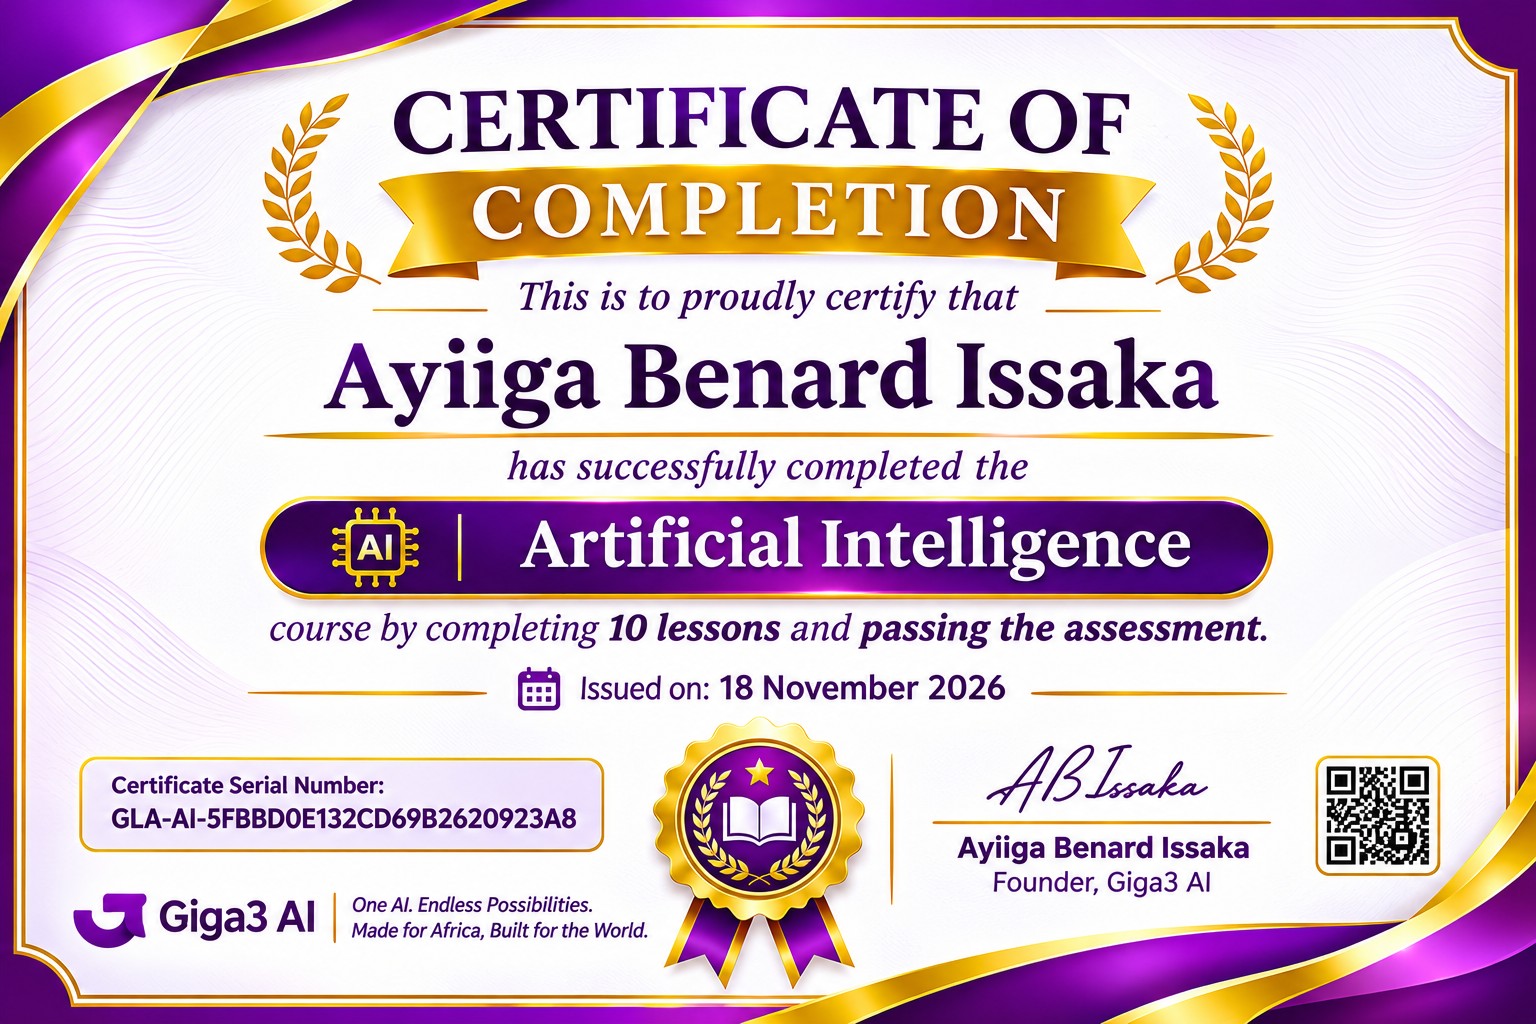 CERTIFICATE OF
COMPLETION
This is to proudly certify that
Ayiiga Benard Issaka
has successfully completed the
AI
Artificial Intelligence
course by completing 10 lessons and passing the assessment.
Issued on: 18 November 2026
Certificate Serial Number:
GLA-AI-5FBBD0E132CD69B2620923A8
Giga3 AI
One AI. Endless Possibilities.
Made for Africa, Built for the World.
AB Issaka
Ayiiga Benard Issaka
Founder, Giga3 AI